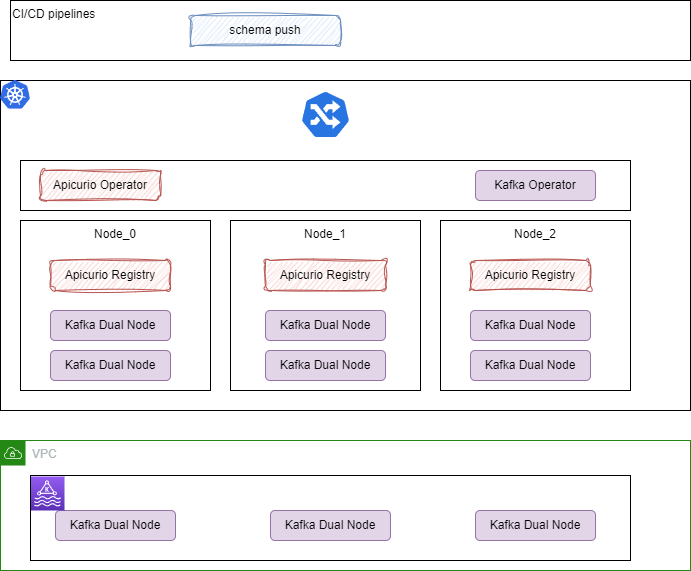 CI/CD pipelines
schema push
Apicurio Operator
Kafka Operator
Node_0
Node_1
Node_2
Apicurio Registry
Apicurio Registry
Apicurio Registry
Kafka Dual Node
Kafka Dual Node
Kafka Dual Node
Kafka Dual Node
Kafka Dual Node
Kafka Dual Node
VPC
Kafka Dual Node
Kafka Dual Node
Kafka Dual Node